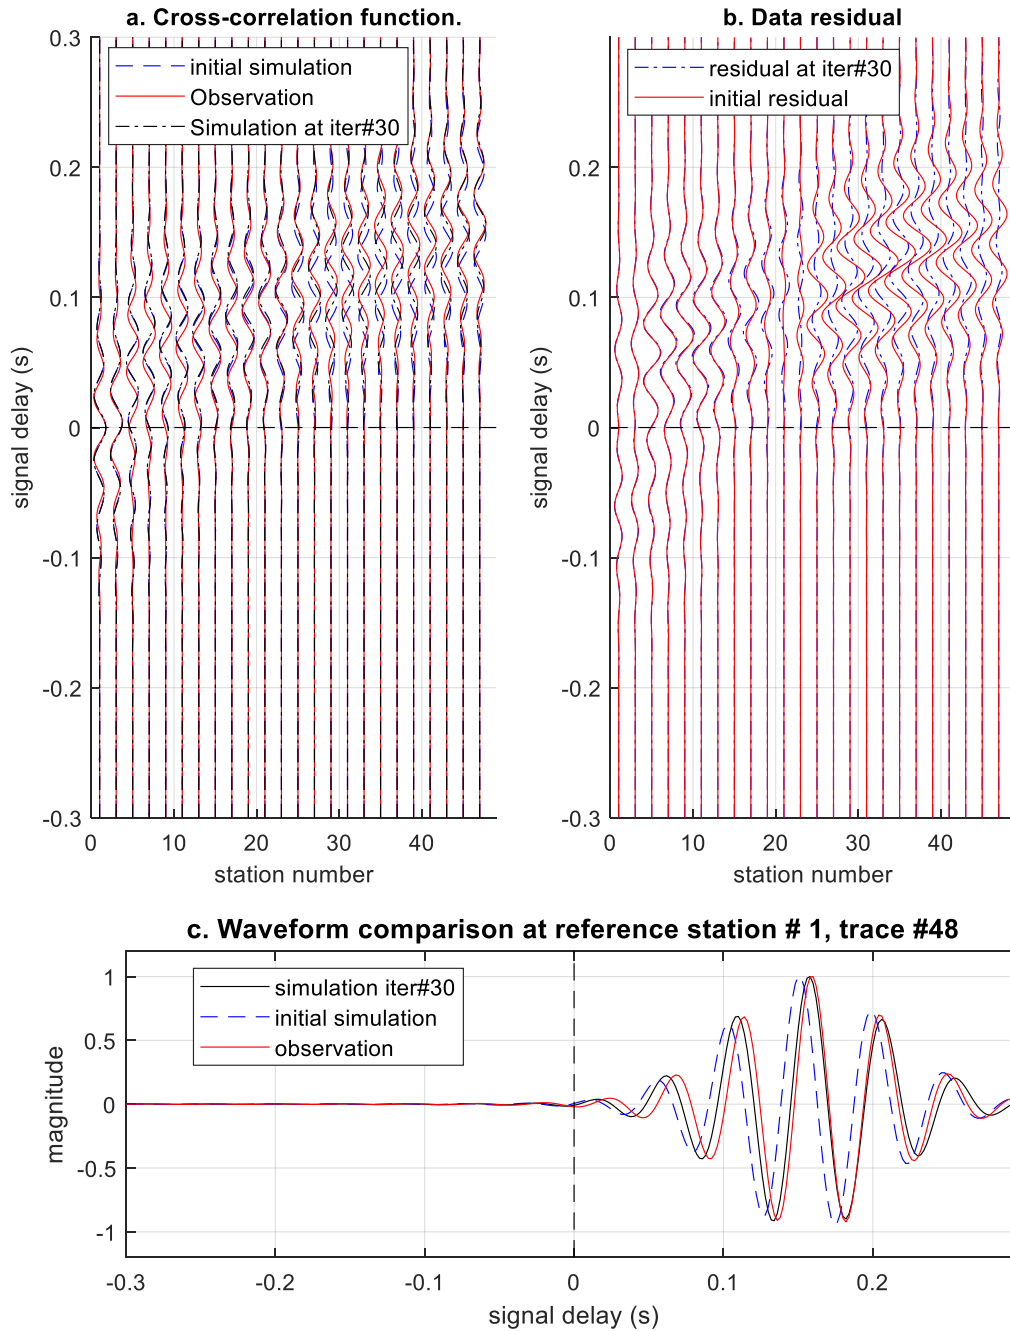 a. Cross-correlation function.
0.3
initial simulation
Observation
Simulation at iter#30
0.2
0.1
0
-0.1
-0.2
-0.3
signal delay (s)
0 10 20 30 40
station number
b. Data residual
0.3
residual at iter#30
initial residual
0.2
0.1
0
-0.1
-0.2
-0.3
signal delay (s)
0 20 40
station number
c. Waveform comparison at reference station # 1, trace #48
1
simulation iter#30
initial simulation
observation
0.5
0
-0.5
-1
magnitude
-0.3 -0.2 -0.1 0 0.1 0.2
signal delay (s)